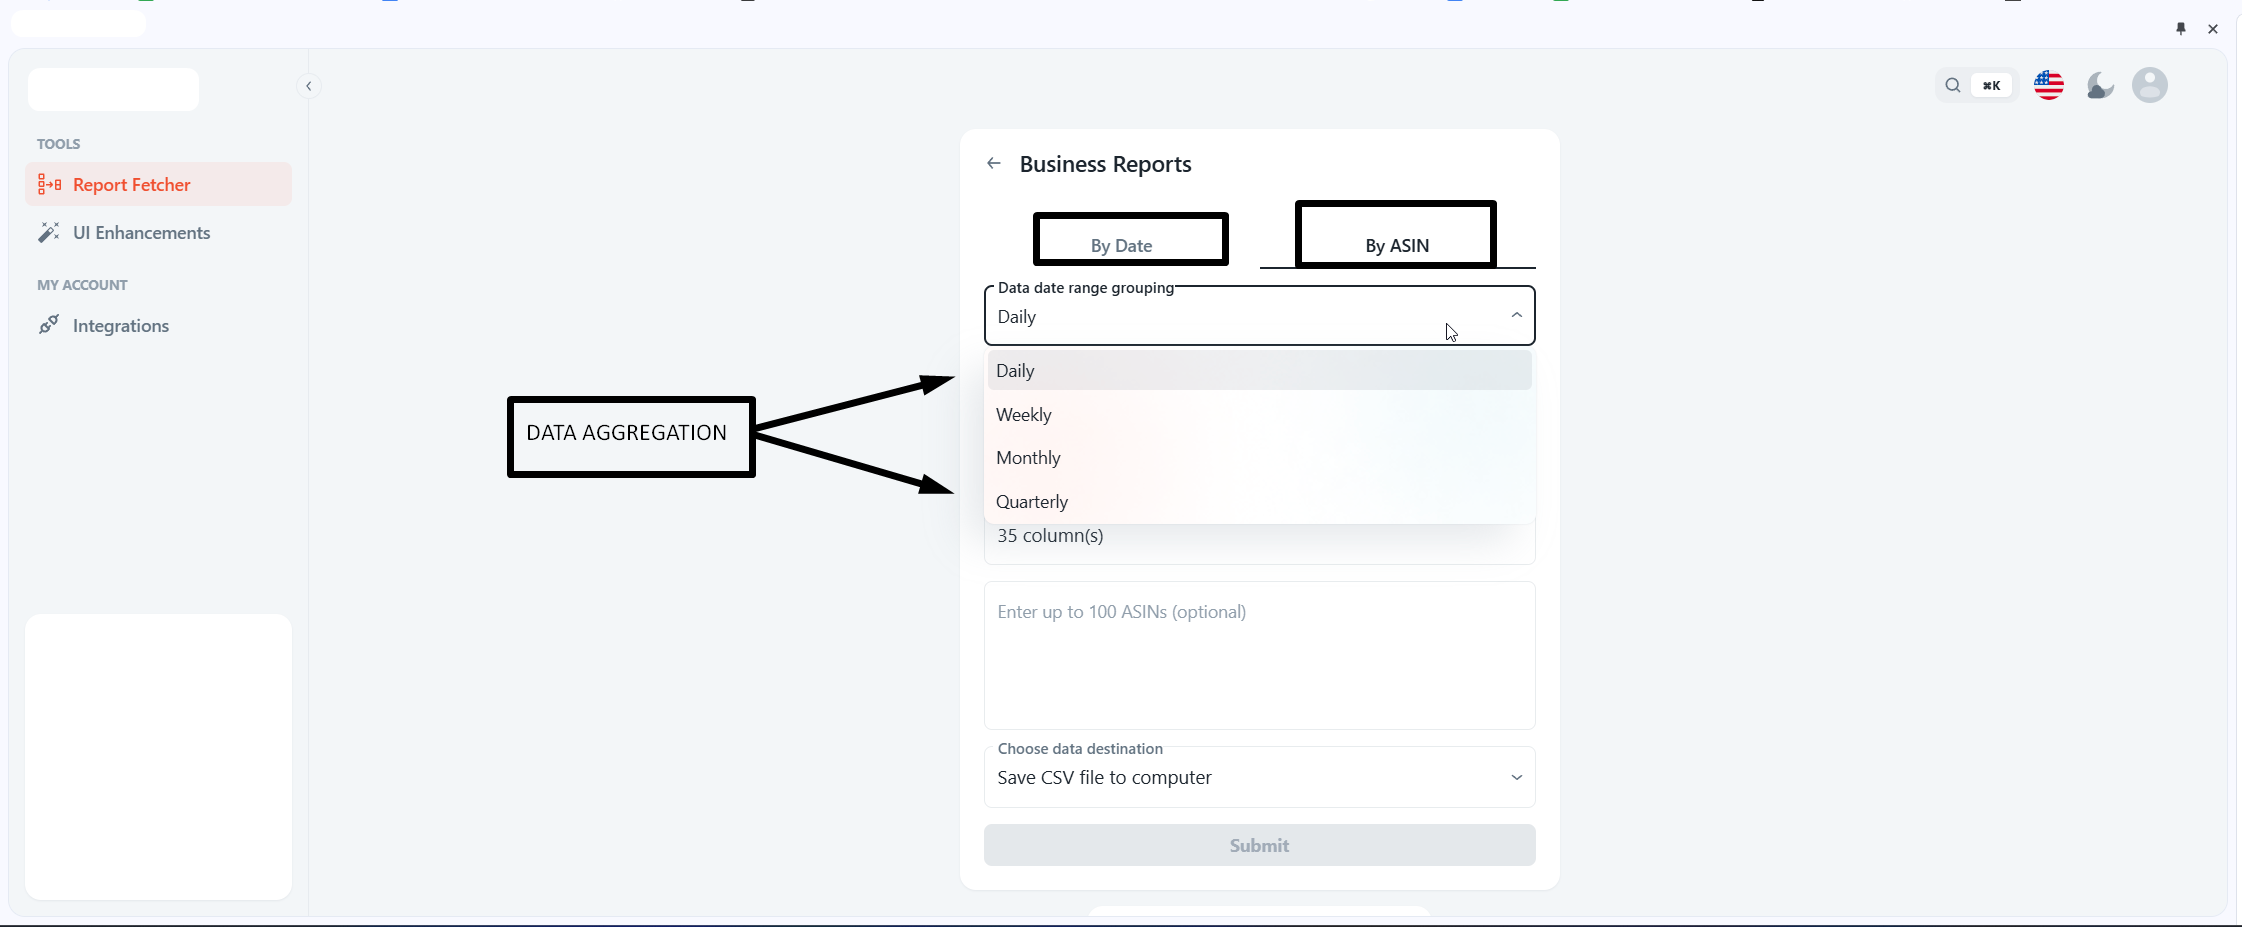 ⌘K
TOOLS
Report Fetcher
UI Enhancements
MY ACCOUNT
Integrations
Business Reports
By Date
By ASIN
Data date range grouping
Daily
Daily
Weekly
Monthly
Quarterly
35 column(s)
DATA AGGREGATION
Enter up to 100 ASINs (optional)
Choose data destination
Save CSV file to computer
Submit